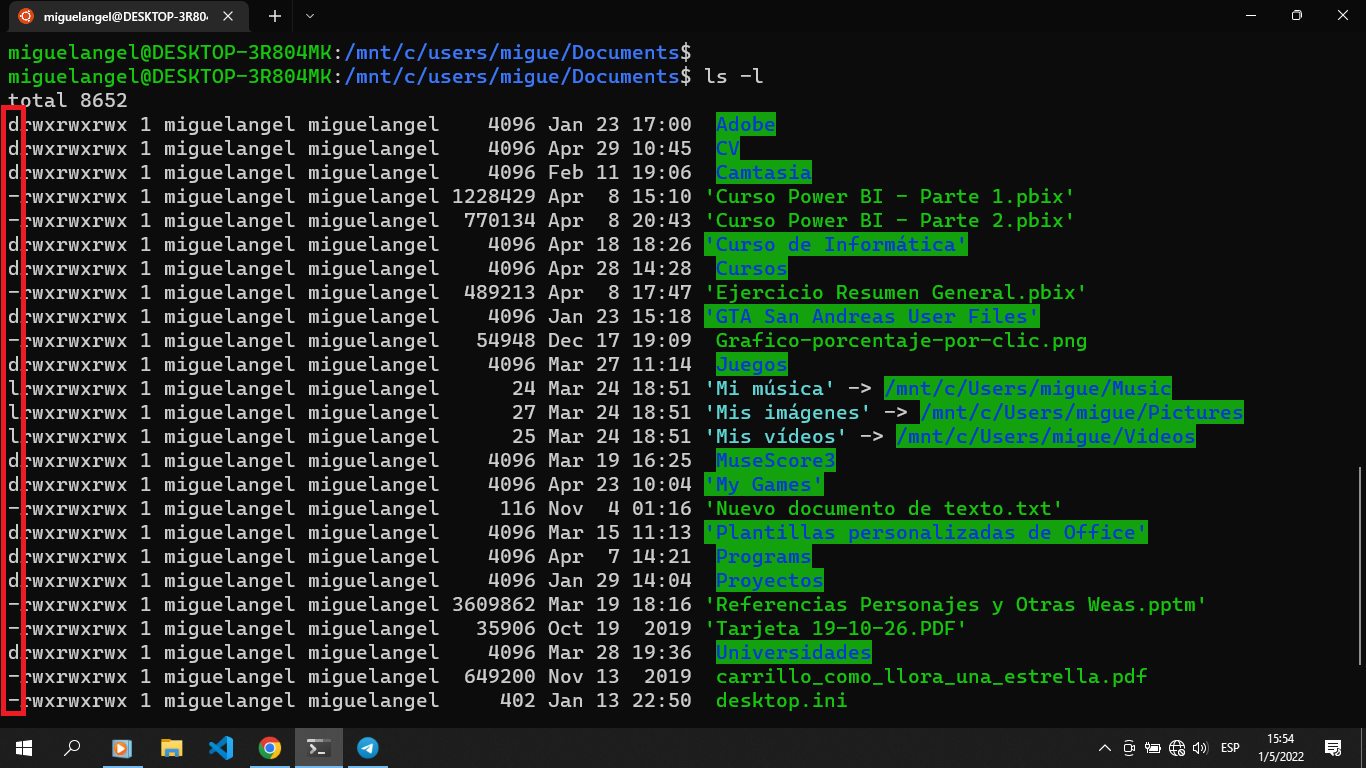 miguelangel@DESKTOP-3R804
miguelangel@DESKTOP-3R804MK:/mnt/c/users/migue/Documents$
miguelangel@DESKTOP-3R804MK:/mnt/c/users/migue/Documents$ ls -l
total 8652
drwxrwxrwx 1 miguelangel miguelangel    4096 Jan 23 17:00  Adobe
drwxrwxrwx 1 miguelangel miguelangel    4096 Apr 29 10:45  CV
drwxrwxrwx 1 miguelangel miguelangel    4096 Feb 11 19:06  Camtasia
-rwxrwxrwx 1 miguelangel miguelangel 1228429 Apr  8 15:10 'Curso Power BI - Parte 1.pbix'
-rwxrwxrwx 1 miguelangel miguelangel  770134 Apr  8 20:43 'Curso Power BI - Parte 2.pbix'
drwxrwxrwx 1 miguelangel miguelangel    4096 Apr 18 18:26 'Curso de Informática'
drwxrwxrwx 1 miguelangel miguelangel    4096 Apr 28 14:28  Cursos
-rwxrwxrwx 1 miguelangel miguelangel  489213 Apr  8 17:47 'Ejercicio Resumen General.pbix'
drwxrwxrwx 1 miguelangel miguelangel    4096 Jan 23 15:18 'GTA San Andreas User Files'
-rwxrwxrwx 1 miguelangel miguelangel   54948 Dec 17 19:09  Grafico-porcentaje-por-clic.png
drwxrwxrwx 1 miguelangel miguelangel    4096 Mar 27 11:14  Juegos
lrwxrwxrwx 1 miguelangel miguelangel      24 Mar 24 18:51 'Mi música' -> /mnt/c/Users/migue/Music
lrwxrwxrwx 1 miguelangel miguelangel      27 Mar 24 18:51 'Mis imágenes' -> /mnt/c/Users/migue/Pictures
lrwxrwxrwx 1 miguelangel miguelangel      25 Mar 24 18:51 'Mis vídeos' -> /mnt/c/Users/migue/Videos
drwxrwxrwx 1 miguelangel miguelangel    4096 Mar 19 16:25  MuseScore3
drwxrwxrwx 1 miguelangel miguelangel    4096 Apr 23 10:04 'My Games'
-rwxrwxrwx 1 miguelangel miguelangel     116 Nov  4 01:16 'Nuevo documento de texto.txt'
drwxrwxrwx 1 miguelangel miguelangel    4096 Mar 15 11:13 'Plantillas personalizadas de Office'
drwxrwxrwx 1 miguelangel miguelangel    4096 Apr  7 14:21  Programs
drwxrwxrwx 1 miguelangel miguelangel    4096 Jan 29 14:04  Proyectos
-rwxrwxrwx 1 miguelangel miguelangel 3609862 Mar 19 18:16 'Referencias Personajes y Otras Weas.pptm'
-rwxrwxrwx 1 miguelangel miguelangel   35906 Oct 19  2019 'Tarjeta 19-10-26.PDF'
drwxrwxrwx 1 miguelangel miguelangel    4096 Mar 28 19:36  Universidades
-rwxrwxrwx 1 miguelangel miguelangel  649200 Nov 13  2019  carrillo_como_llora_una_estrella.pdf
-rwxrwxrwx 1 miguelangel miguelangel     402 Jan 13 22:50  desktop.ini
ESP
15:54
1/5/2022